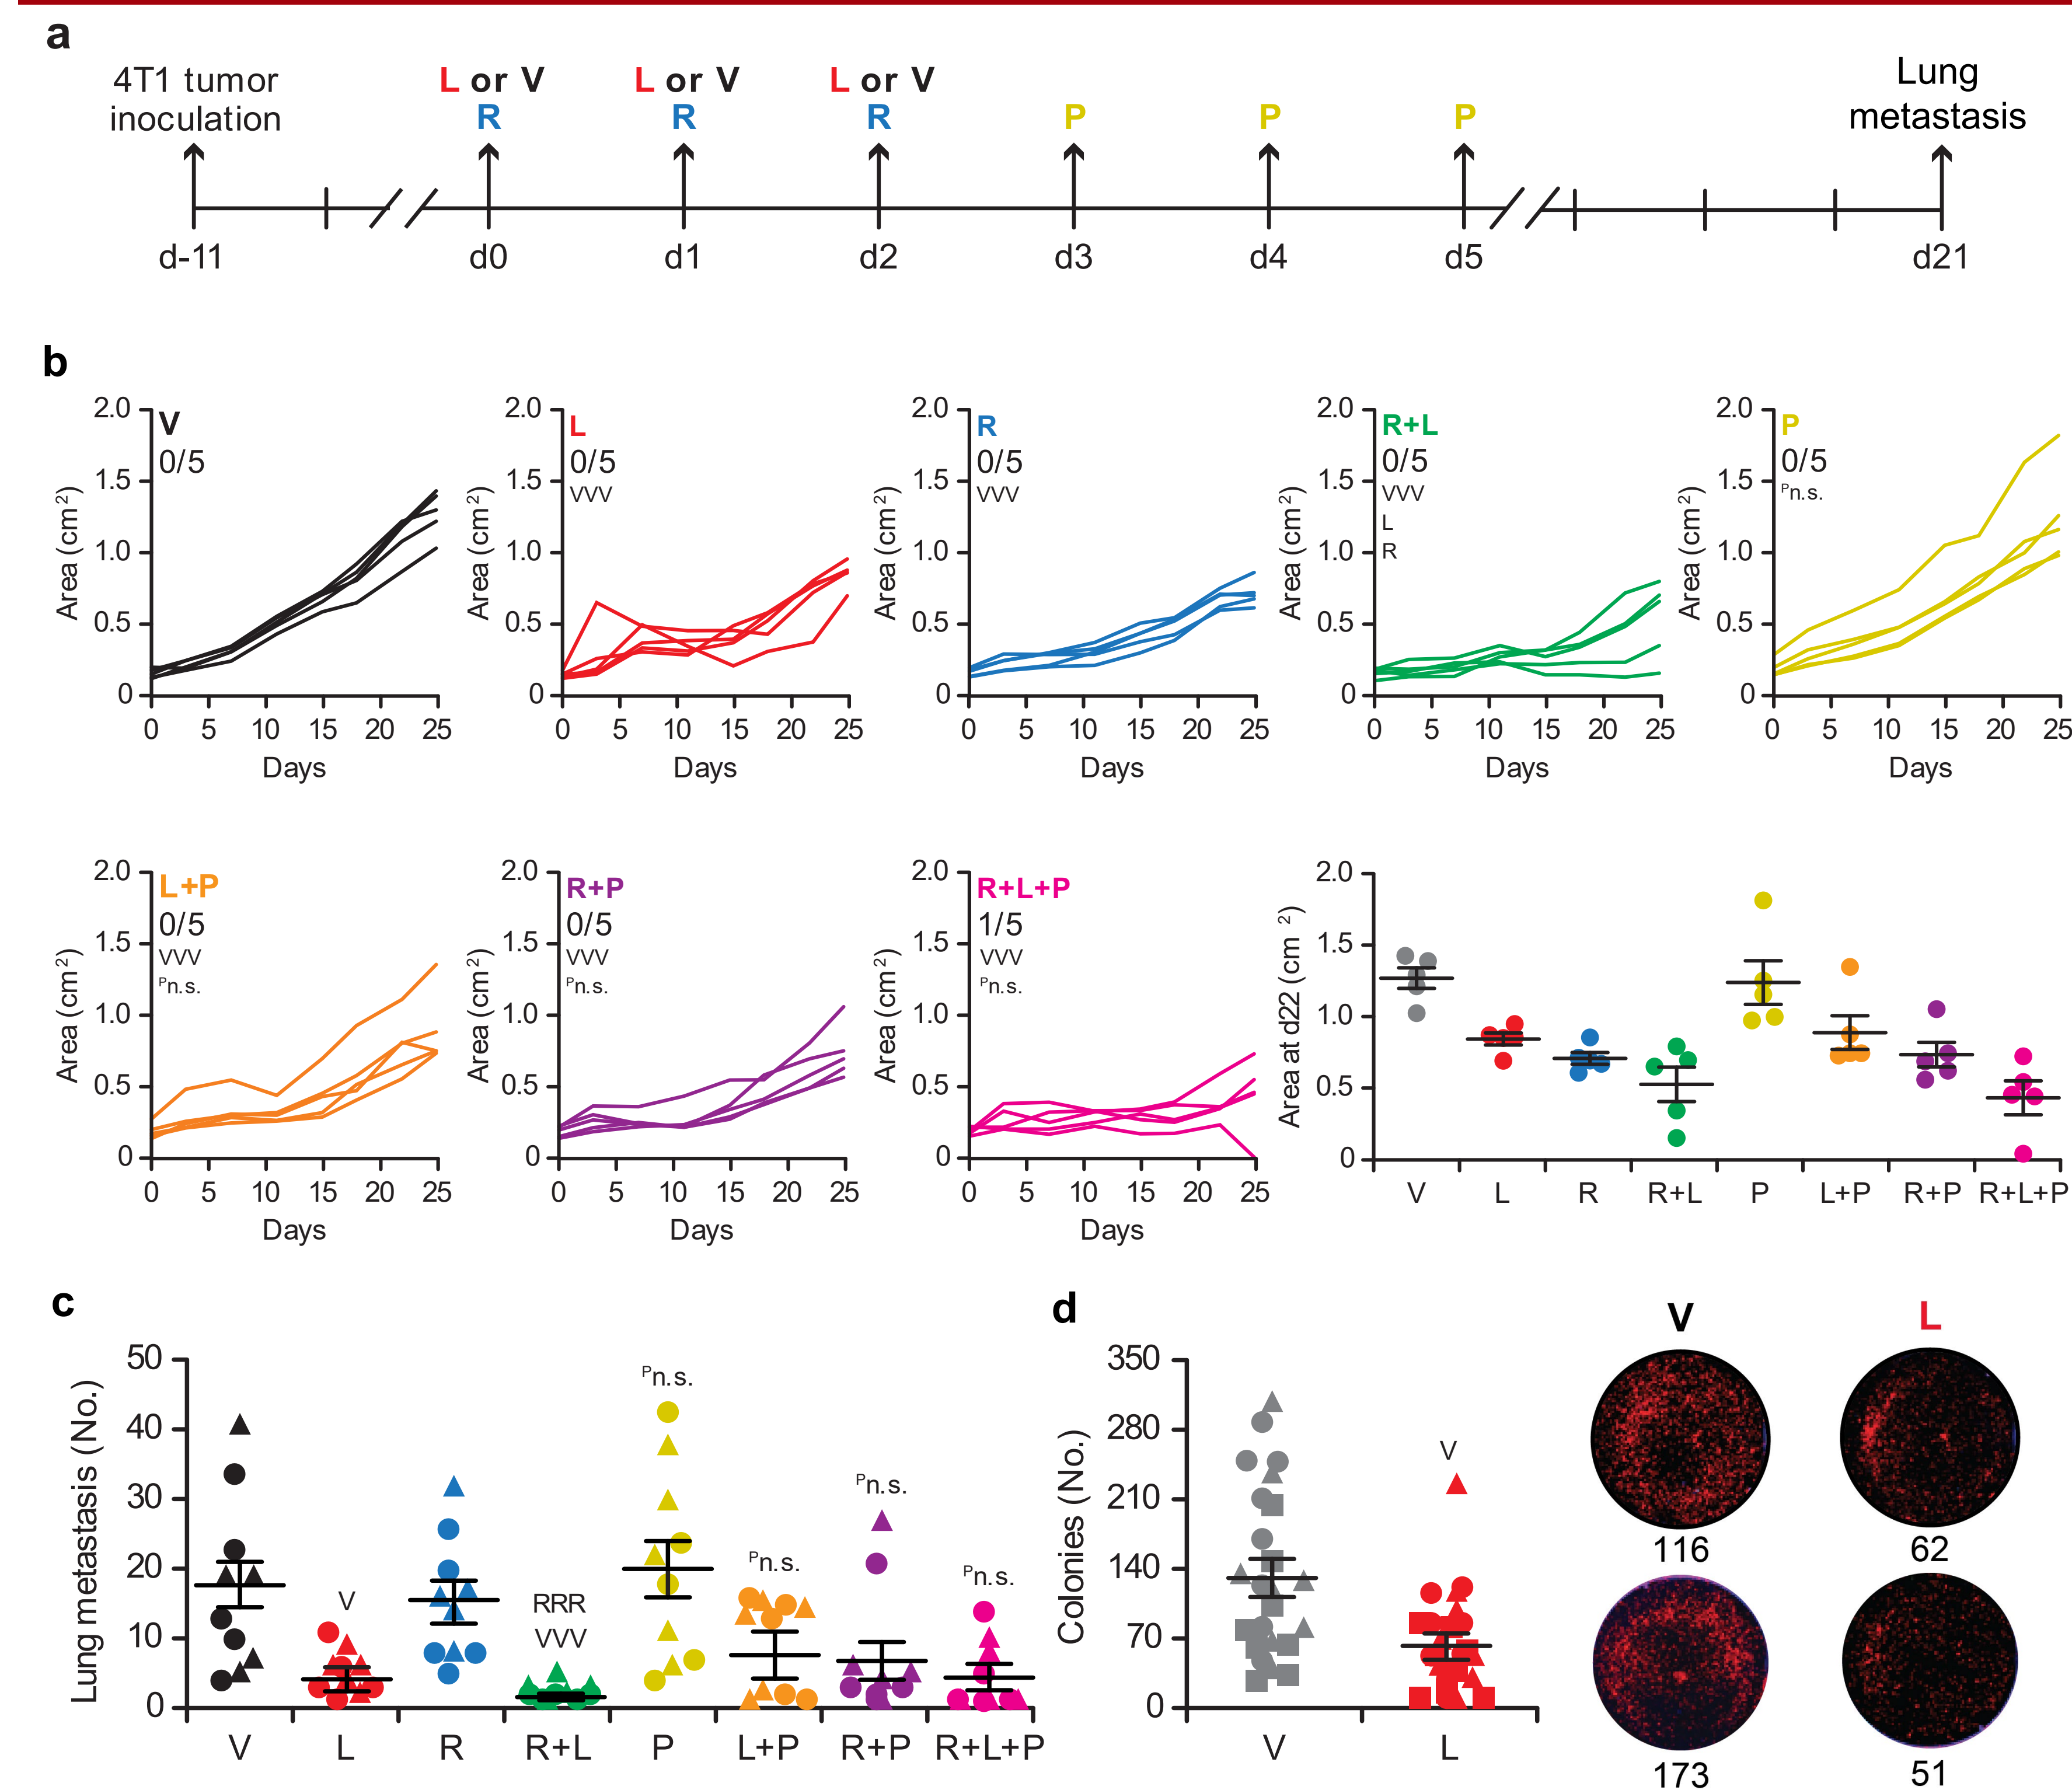 a
4T1 tumor
inoculation
L or V
R
L or V
R
L or V
R
P
P
P
Lung
metastasis
d-11
d0
d1
d2
d3
d4
d5
d21
b
2.0
1.5
1.0
0.5
0
Area (cm2)
V
0/5
0 5 10 15 20 25
Days
2.0
1.5
1.0
0.5
0
Area (cm2)
L
0/5
VVV
0 5 10 15 20 25
Days
2.0
1.5
1.0
0.5
0
Area (cm2)
R
0/5
VVV
0 5 10 15 20 25
Days
2.0
1.5
1.0
0.5
0
Area (cm2)
R+L
0/5
VVV
L
R
0 5 10 15 20 25
Days
2.0
1.5
1.0
0.5
0
Area (cm2)
P
0/5
Pn.s.
0 5 10 15 20 25
Days
2.0
1.5
1.0
0.5
0
Area (cm2)
L+P
0/5
VVV
Pn.s.
0 5 10 15 20 25
Days
2.0
1.5
1.0
0.5
0
Area (cm2)
R+P
0/5
VVV
Pn.s.
0 5 10 15 20 25
Days
2.0
1.5
1.0
0.5
0
Area (cm2)
R+L+P
1/5
VVV
Pn.s.
0 5 10 15 20 25
Days
2.0
1.5
1.0
0.5
0
Area at d22 (cm 2)
V L R R+L P L+P R+P R+L+P
c
50
40
30
20
10
0
Lung metastasis (No.)
V
RRR
VVV
Pn.s.
Pn.s.
Pn.s.
Pn.s.
V L R R+L P L+P R+P R+L+P
d
350
280
210
140
70
0
Colonies (No.)
V
V L
V
L
116
62
173
51